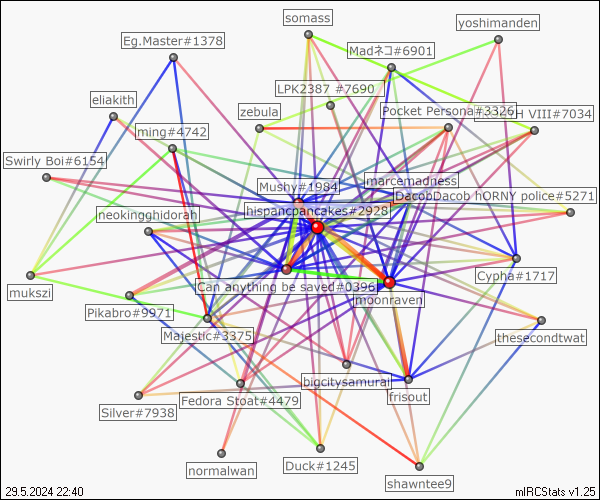 somass
yoshimanden
Eg.Master#1378
Madネコ#6901
LPK2387 #7690
eliakith
zebula
Pocket Persona#3326
H VIII#7034
ming#4742
Swirly Boi#6154
Mushy#1984
marcemadness
DacobDacob hORNY police#5271
neokingghidorah
hispancpancakes#2928
Cypha#1717
mukszi
Can anything be saved#0396
moonraven
Pikabro#9971
Majestic#3375
thesecondtwat
bigcitysamurai
frisout
Silver#7938
Fedora Stoat#4479
normalwan
Duck#1245
shawntee9
29.5.2024 22:40
mIRCStats v1.25